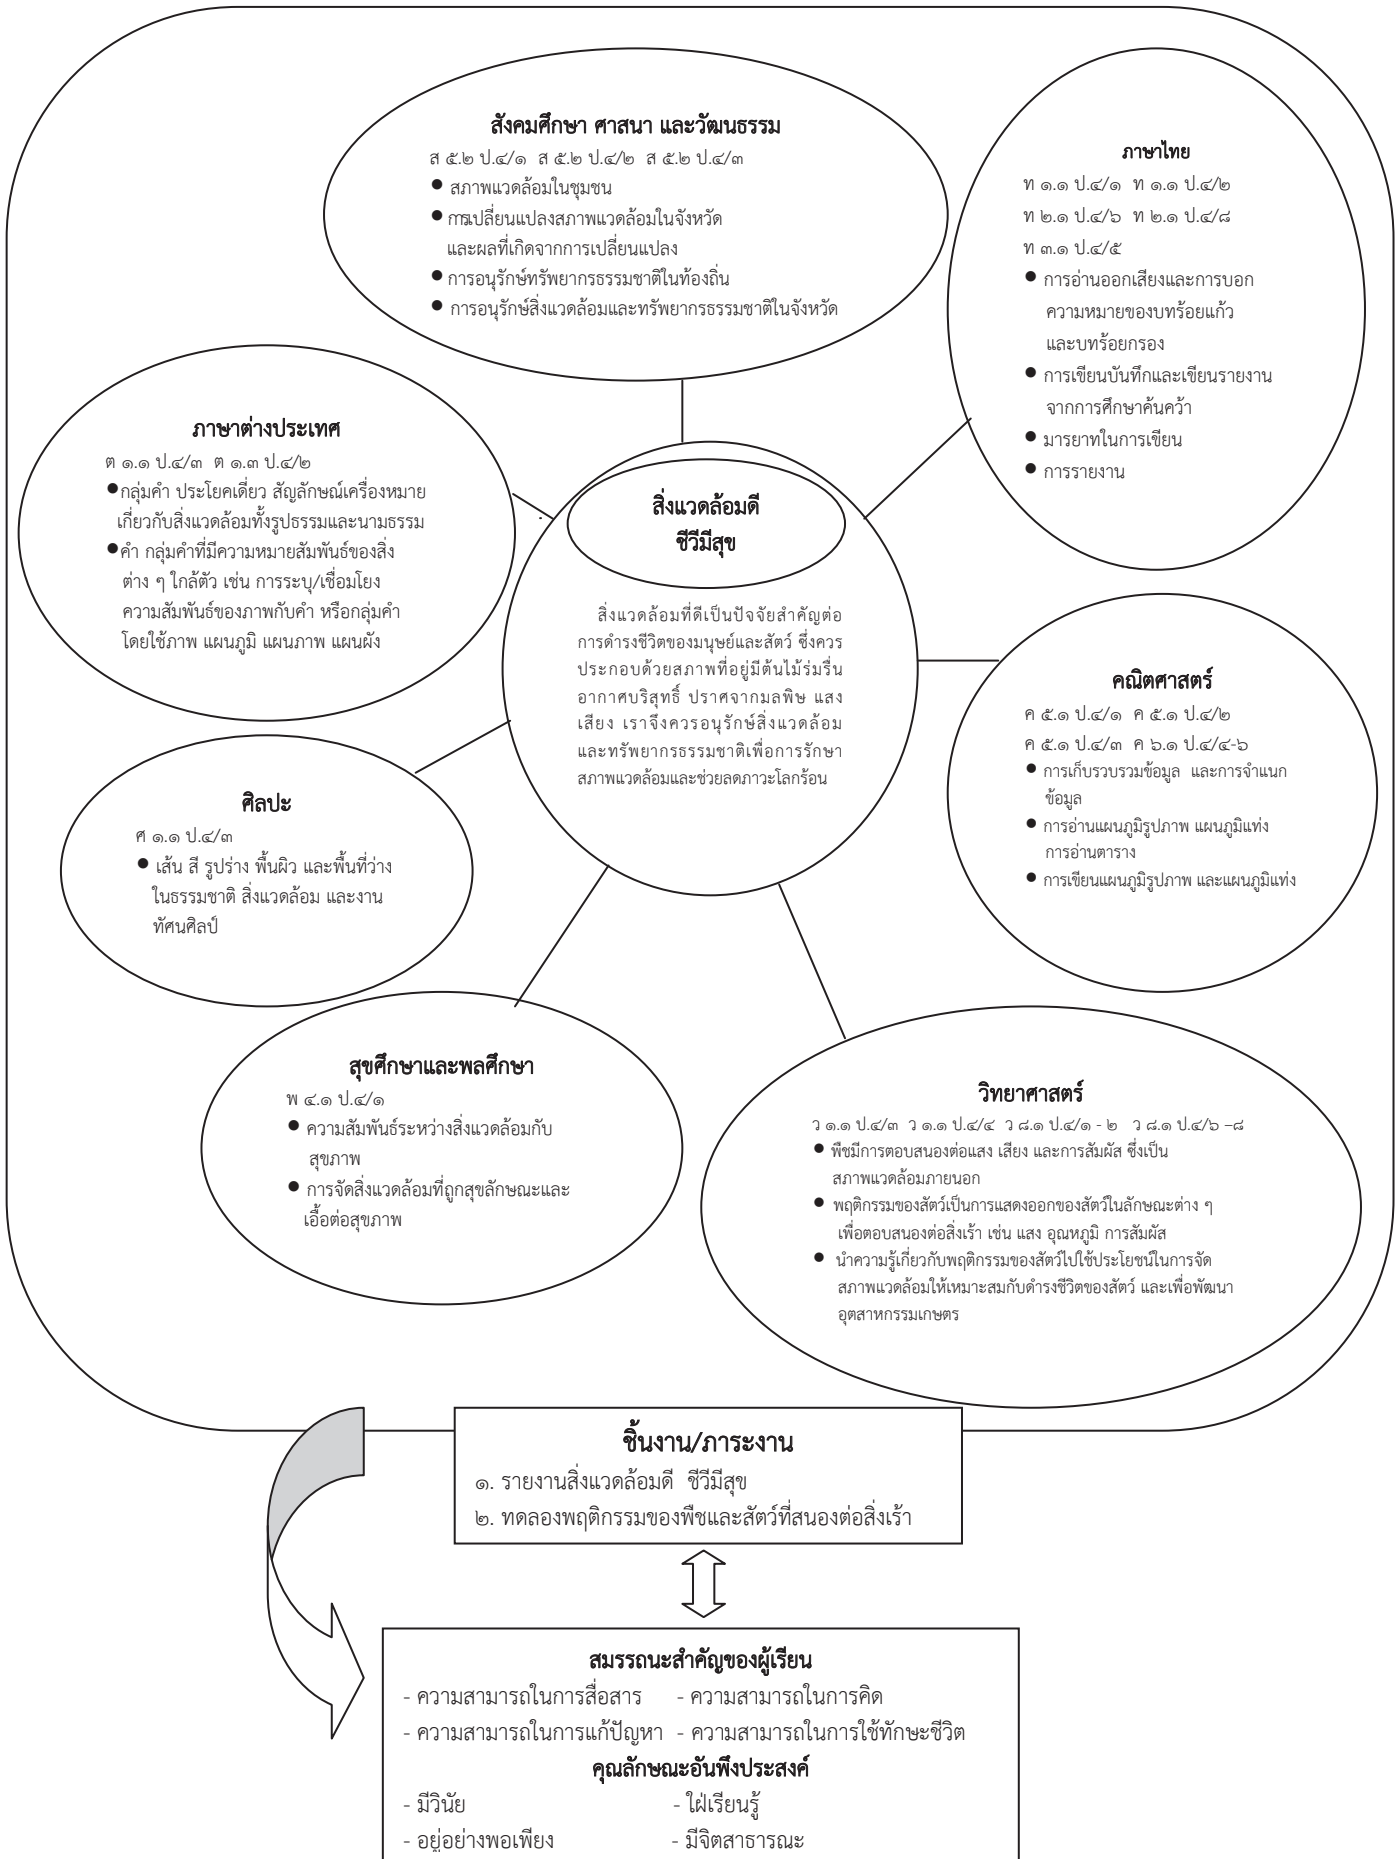 สังคมศึกษา ศาสนา และวัฒนธรรม
ส ๕.๒ ป.๔/๑ ส ๕.๒ ป.๔/๒ ส ๕.๒ ป.๔/๓
● สภาพแวดล้อมในชุมชน
● การเปลี่ยนแปลงสภาพแวดล้อมในจังหวัด
และผลที่เกิดจากการเปลี่ยนแปลง
● การอนุรักษ์ทรัพยากรธรรมชาติในท้องถิ่น
● การอนุรักษ์สิ่งแวดล้อมและทรัพยากรธรรมชาติในจังหวัด
ภาษาไทย
ท ๑.๑ ป.๔/๑ ท ๑.๑ ป.๔/๒
ท ๒.๑ ป.๔/๖ ท ๒.๑ ป.๔/๘
ท ๓.๑ ป.๔/๕
● การอ่านออกเสียงและการบอก
ความหมายของบทร้อยแก้ว
และบทร้อยกรอง
● การเขียนบันทึกและเขียนรายงาน
จากการศึกษาค้นคว้า
● มารยาทในการเขียน
● การรายงาน
ภาษาต่างประเทศ
ต ๑.๑ ป.๔/๓ ต ๑.๓ ป.๔/๒
● กลุ่มคำ ประโยคเดี่ยว สัญลักษณ์เครื่องหมาย
เกี่ยวกับสิ่งแวดล้อมทั้งรูปธรรมและนามธรรม
● คำ กลุ่มคำที่มีความหมายสัมพันธ์ของสิ่ง
ต่าง ๆ ใกล้ตัว เช่น การระบุ/เชื่อมโยง
ความสัมพันธ์ของภาพกับคำ หรือกลุ่มคำ
โดยใช้ภาพ แผนภูมิ แผนภาพ แผนผัง
สิ่งแวดล้อมดี
ชีวีมีสุข
สิ่งแวดล้อมที่ดีเป็นปัจจัยสำคัญต่อ
การดำรงชีวิตของมนุษย์และสัตว์ ซึ่งควร
ประกอบด้วยสภาพที่อยู่มีต้นไม้ร่มรื่น
อากาศบริสุทธิ์ ปราศจากมลพิษ แสง
เสียง เราจึงควรอนุรักษ์สิ่งแวดล้อม
และทรัพยากรธรรมชาติเพื่อการรักษา
สภาพแวดล้อมและช่วยลดภาวะโลกร้อน
คณิตศาสตร์
ค ๕.๑ ป.๔/๑ ค ๕.๑ ป.๔/๒
ค ๕.๑ ป.๔/๓ ค ๖.๑ ป.๔/๔-๖
● การเก็บรวบรวมข้อมูล และการจำแนก
ข้อมูล
● การอ่านแผนภูมิรูปภาพ แผนภูมิแท่ง
การอ่านตาราง
● การเขียนแผนภูมิรูปภาพ และแผนภูมิแท่ง
ศิลปะ
ศ ๑.๑ ป.๔/๓
● เส้น สี รูปร่าง พื้นผิว และพื้นที่ว่าง
ในธรรมชาติ สิ่งแวดล้อม และงาน
ทัศนศิลป์
สุขศึกษาและพลศึกษา
พ ๔.๑ ป.๔/๑
● ความสัมพันธ์ระหว่างสิ่งแวดล้อมกับ
สุขภาพ
● การจัดสิ่งแวดล้อมที่ถูกสุขลักษณะและ
เอื้อต่อสุขภาพ
วิทยาศาสตร์
ว ๑.๑ ป.๔/๓ ว ๑.๑ ป.๔/๔ ว ๘.๑ ป.๔/๑ - ๒ ว ๘.๑ ป.๔/๖ –๘
● พืชมีการตอบสนองต่อแสง เสียง และการสัมผัส ซึ่งเป็น
สภาพแวดล้อมภายนอก
● พฤติกรรมของสัตว์เป็นการแสดงออกของสัตว์ในลักษณะต่าง ๆ
เพื่อตอบสนองต่อสิ่งเร้า เช่น แสง อุณหภูมิ การสัมผัส
● นำความรู้เกี่ยวกับพฤติกรรมของสัตว์ไปใช้ประโยชน์ในการจัด
สภาพแวดล้อมให้เหมาะสมกับดำรงชีวิตของสัตว์ และเพื่อพัฒนา
อุตสาหกรรมเกษตร
ชิ้นงาน/ภาระงาน
๑. รายงานสิ่งแวดล้อมดี ชีวีมีสุข
๒. ทดลองพฤติกรรมของพืชและสัตว์ที่สนองต่อสิ่งเร้า
สมรรถนะสำคัญของผู้เรียน
- ความสามารถในการสื่อสาร - ความสามารถในการคิด
- ความสามารถในการแก้ปัญหา - ความสามารถในการใช้ทักษะชีวิต
คุณลักษณะอันพึงประสงค์
- มีวินัย - ใฝ่เรียนรู้
- อยู่อย่างพอเพียง - มีจิตสาธารณะ